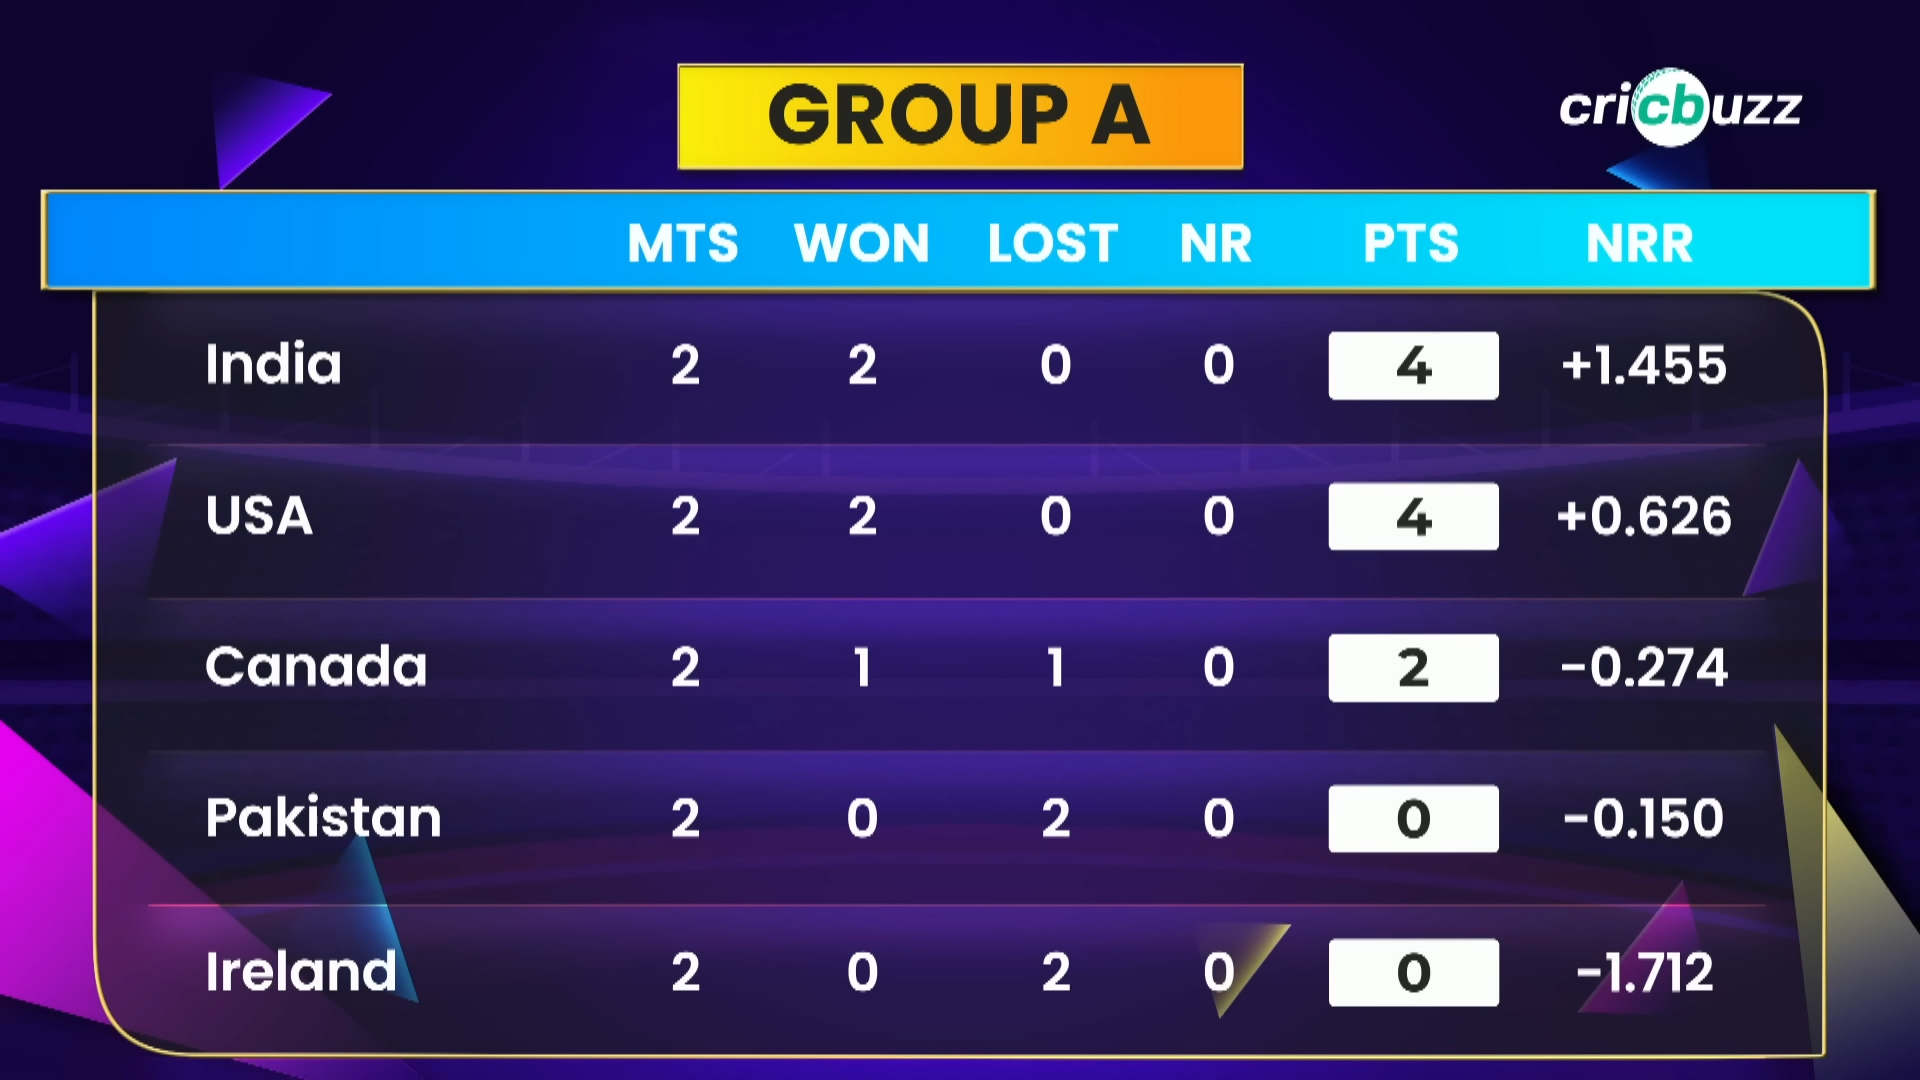 GROUP A
cricbuzz
MTS WON LOST NR PTS NRR
India 2 2 0 0 4 +1.455
USA 2 2 0 0 4 +0.626
Canada 2 1 1 0 2 -0.274
Pakistan 2 0 2 0 0 -0.150
Ireland 2 0 2 0 0 -1.712